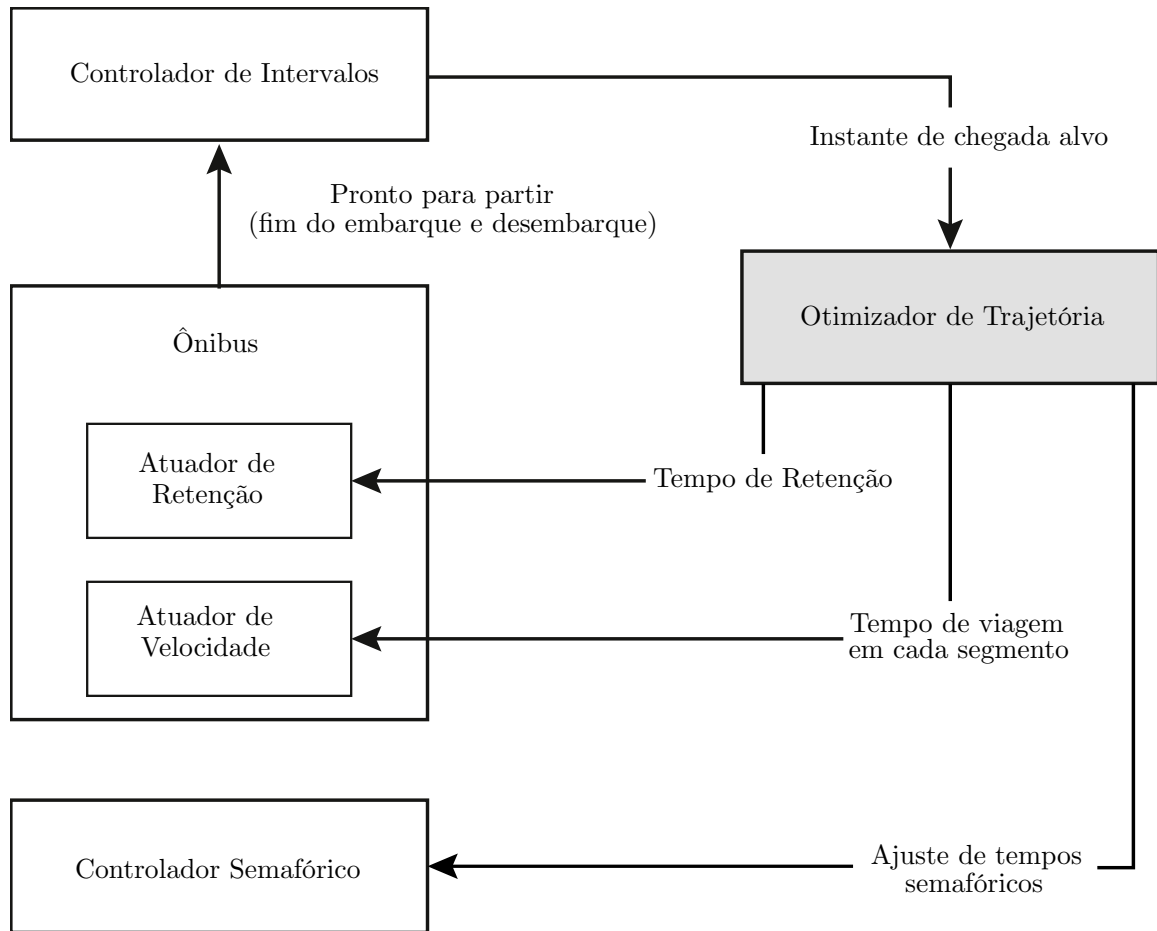 Controlador de Intervalos
Instante de chegada alvo
Pronto para partir
(fim do embarque e desembarque)
Otimizador de Trajetória
Ônibus
Atuador de
Retenção
Tempo de Retenção
Atuador de
Velocidade
Tempo de viagem
em cada segmento
Controlador Semafórico
Ajuste de tempos
semafóricos